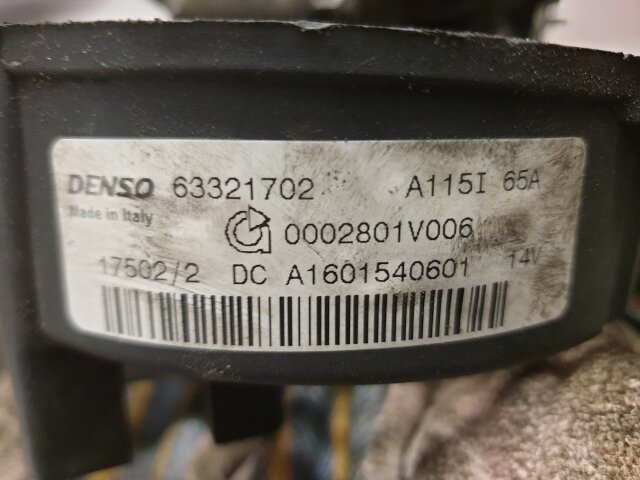 DENSO 63321702 A115I 65A
Made in Italy
0002801V006
17502/2 DC A1601540601 14V